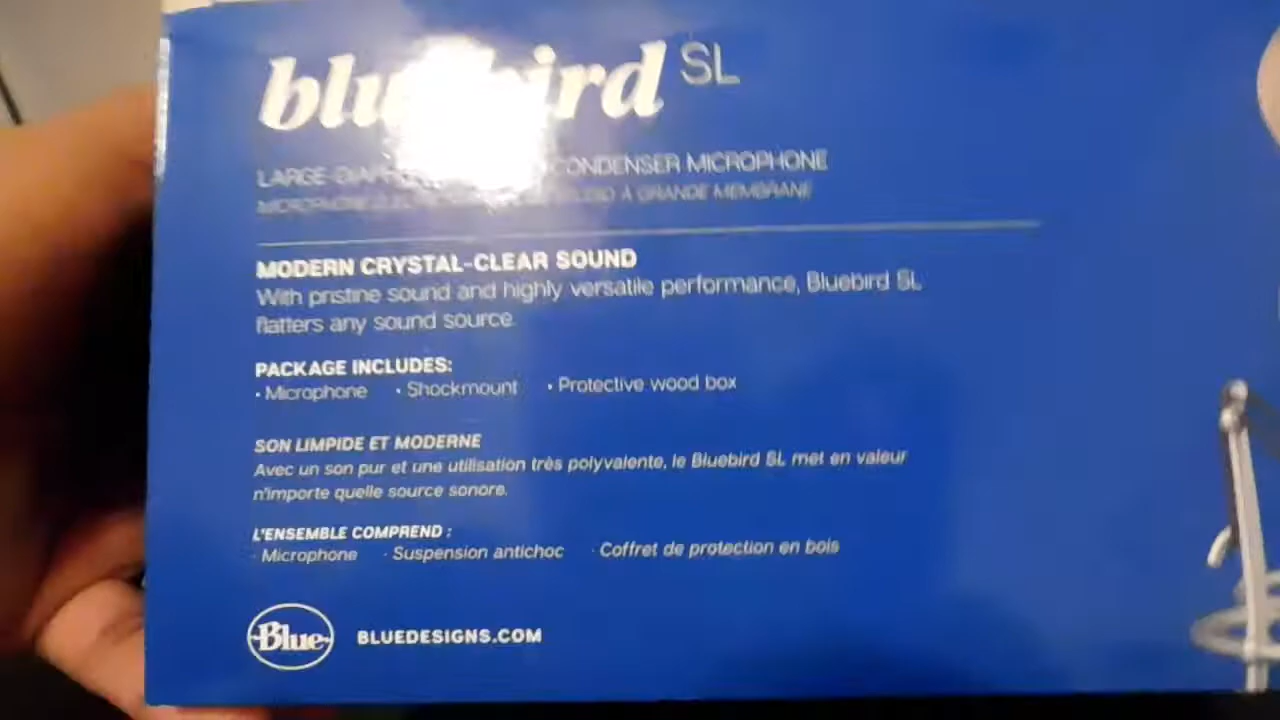 bluebird SL
LARGE-DIAPHRAGM CONDENSER MICROPHONE
À GRANDE MEMBRANE
MODERN CRYSTAL-CLEAR SOUND
With pristine sound and highly versatile performance, Bluebird SL
flatters any sound source.
PACKAGE INCLUDES:
• Microphone • Shockmount • Protective wood box
SON LIMPIDE ET MODERNE
Avec un son pur et une utilisation très polyvalente, le Bluebird SL met en valeur
n'importe quelle source sonore.
L'ENSEMBLE COMPREND :
· Microphone · Suspension antichoc · Coffret de protection en bois
Blue BLUEDESIGNS.COM